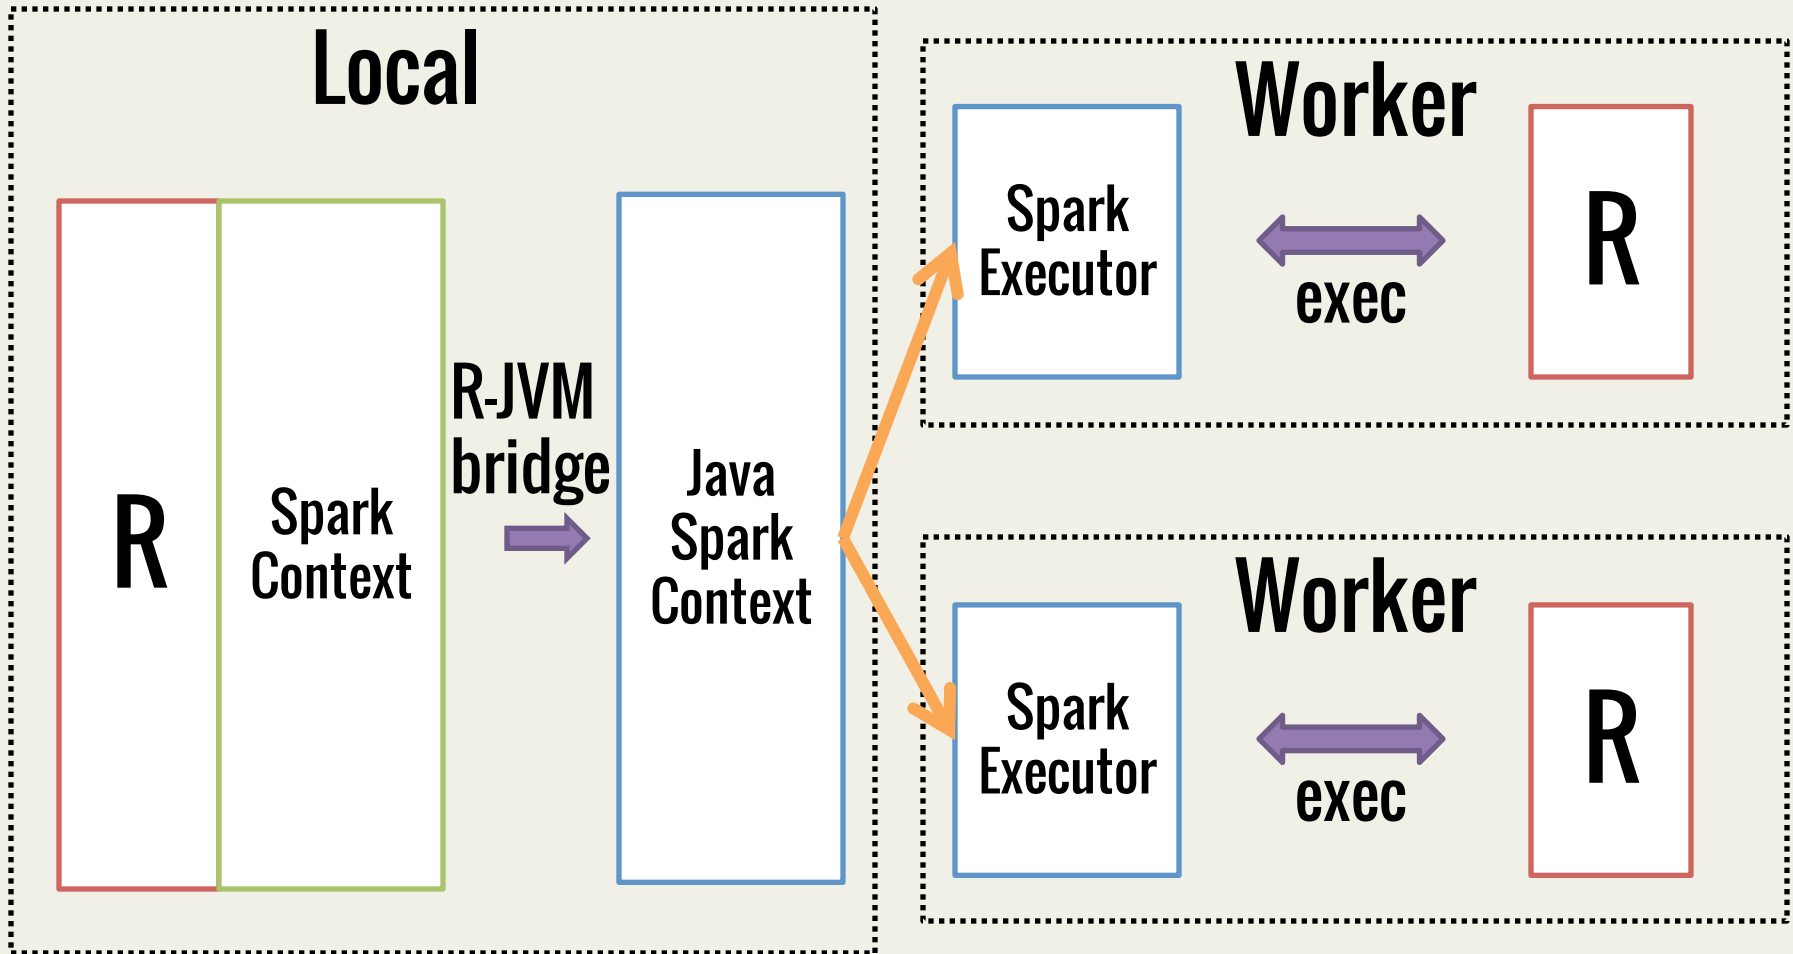 Local
R
Spark
Context
R-JVM
bridge
Java
Spark
Context
Worker
Spark
Executor
exec
R
Worker
Spark
Executor
exec
R